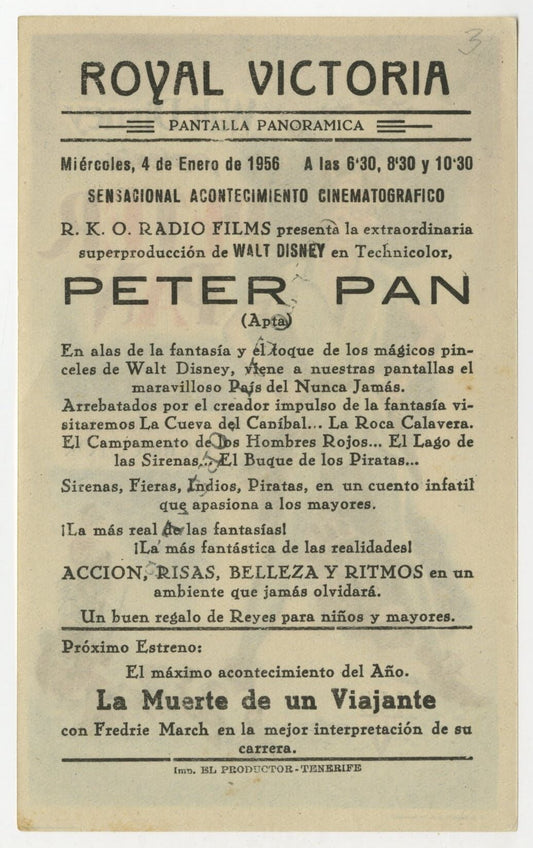 3
ROYAL VICTORIA
PANTALLA PANORAMICA
Miércoles, 4 de Enero de 1956 A las 6'30, 8'30 y 10'30
SENSACIONAL ACONTECIMIENTO CINEMATOGRAFICO
R. K. O. RADIO FILMS presenta la extraordinaria
superproducción de WALT DISNEY en Technicolor,
PETER PAN
(Apta)
En alas de la fantasía y el toque de los mágicos pin-
celes de Walt Disney, viene a nuestras pantallas el
maravilloso País del Nunca Jamás.
Arrebatados por el creador impulso de la fantasía vi-
sitaremos La Cueva del Caníbal... La Roca Calavera.
El Campamento de los Hombres Rojos... El Lago de
las Sirenas... El Buque de los Piratas...
Sirenas, Fieras, Indios, Piratas, en un cuento infatil
que apasiona a los mayores.
¡La más real de las fantasías!
¡La más fantástica de las realidades!
ACCION, RISAS, BELLEZA Y RITMOS en un
ambiente que jamás olvidará.
Un buen regalo de Reyes para niños y mayores.
Próximo Estreno:
El máximo acontecimiento del Año.
La Muerte de un Viajante
con Fredrie March en la mejor interpretación de su
carrera.
Imp. EL PRODUCTOR-TENERIFE